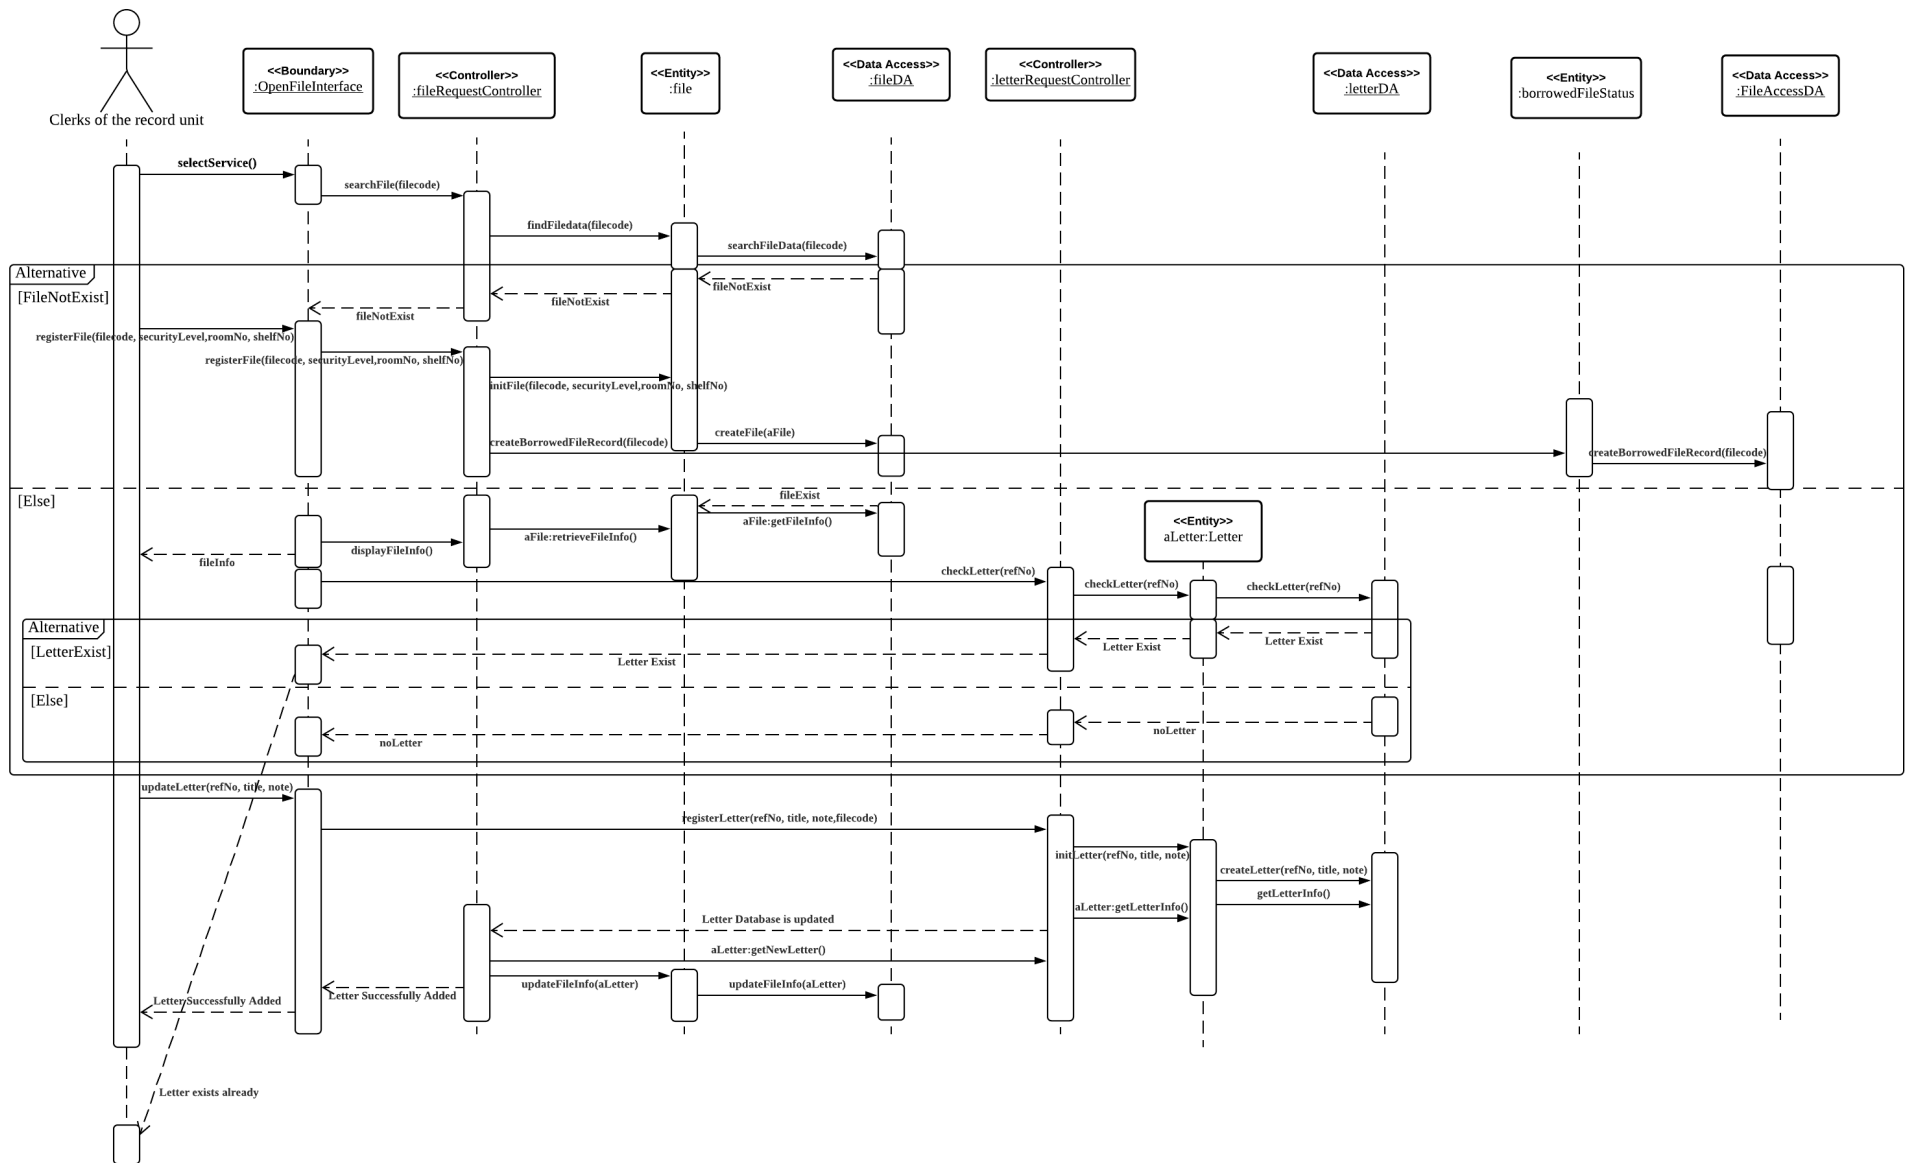 Clerks of the record unit
<<Boundary>>
:OpenFileInterface
<<Controller>>
:fileRequestController
<<Entity>>
:file
<<Data Access>>
:fileDA
<<Controller>>
:letterRequestController
<<Data Access>>
:letterDA
<<Entity>>
:borrowedFileStatus
<<Data Access>>
:FileAccessDA
selectService()
searchFile(filecode)
findFiledata(filecode)
searchFileData(filecode)
Alternative
[FileNotExist]
fileNotExist
fileNotExist
fileNotExist
registerFile(filecode, securityLevel,roomNo, shelfNo)
registerFile(filecode, securityLevel,roomNo, shelfNo)
initFile(filecode, securityLevel,roomNo, shelfNo)
createFile(aFile)
createBorrowedFileRecord(filecode)
createBorrowedFileRecord(filecode)
[Else]
fileExist
aFile:getFileInfo()
aFile:retrieveFileInfo()
displayFileInfo()
fileInfo
<<Entity>>
aLetter:Letter
checkLetter(refNo)
checkLetter(refNo)
checkLetter(refNo)
Alternative
[LetterExist]
Letter Exist
Letter Exist
Letter Exist
[Else]
noLetter
noLetter
updateLetter(refNo, title, note)
registerLetter(refNo, title, note,filecode)
initLetter(refNo, title, note)
createLetter(refNo, title, note)
getLetterInfo()
aLetter:getLetterInfo()
Letter Database is updated
aLetter:getNewLetter()
updateFileInfo(aLetter)
updateFileInfo(aLetter)
Letter Successfully Added
Letter Successfully Added
Letter exists already